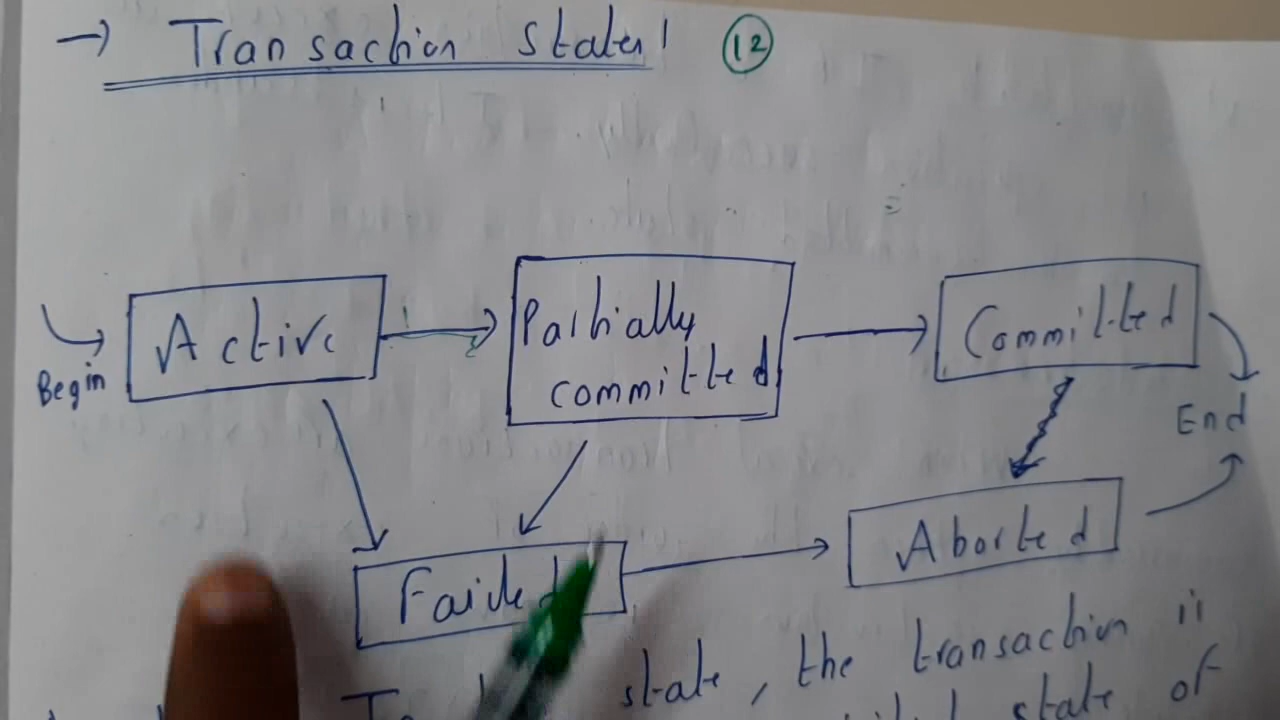 → Transaction states! 12
Active
Partially
committed
Committed
Begin
End
Failed
Aborted
state, the transaction is
state of